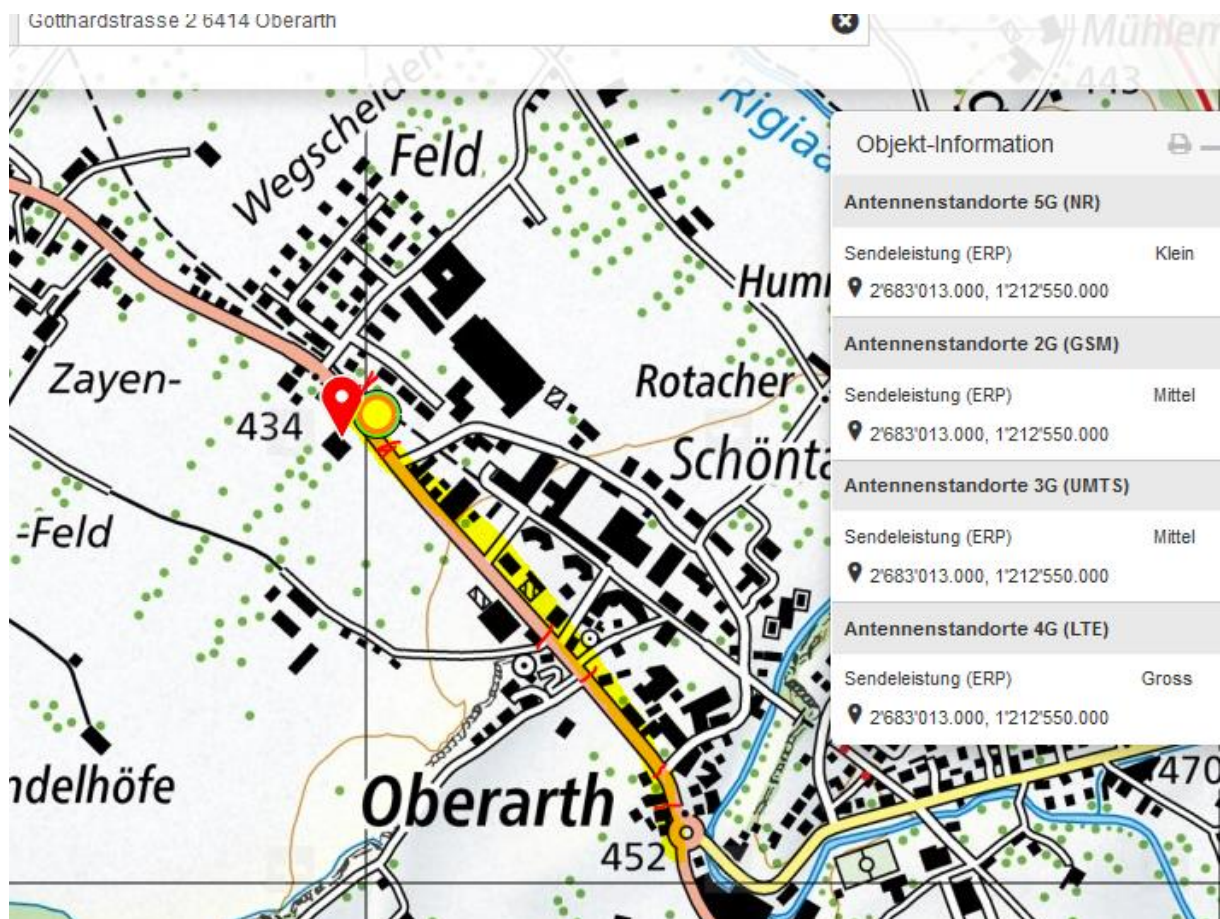 Gotthardstrasse 2 6414 Oberarth
443
Wegscheiden
Feld
Rigiaa
Objekt-Information
Antennenstandorte 5G (NR)
Sendeleistung (ERP) Klein
2'683'013.000, 1'212'550.000
Antennenstandorte 2G (GSM)
Sendeleistung (ERP) Mittel
2'683'013.000, 1'212'550.000
Antennenstandorte 3G (UMTS)
Sendeleistung (ERP) Mittel
2'683'013.000, 1'212'550.000
Antennenstandorte 4G (LTE)
Sendeleistung (ERP) Gross
2'683'013.000, 1'212'550.000
Zayen-
434
Rotacher
Schönta
-Feld
ndelhöfe
Oberarth
452
470